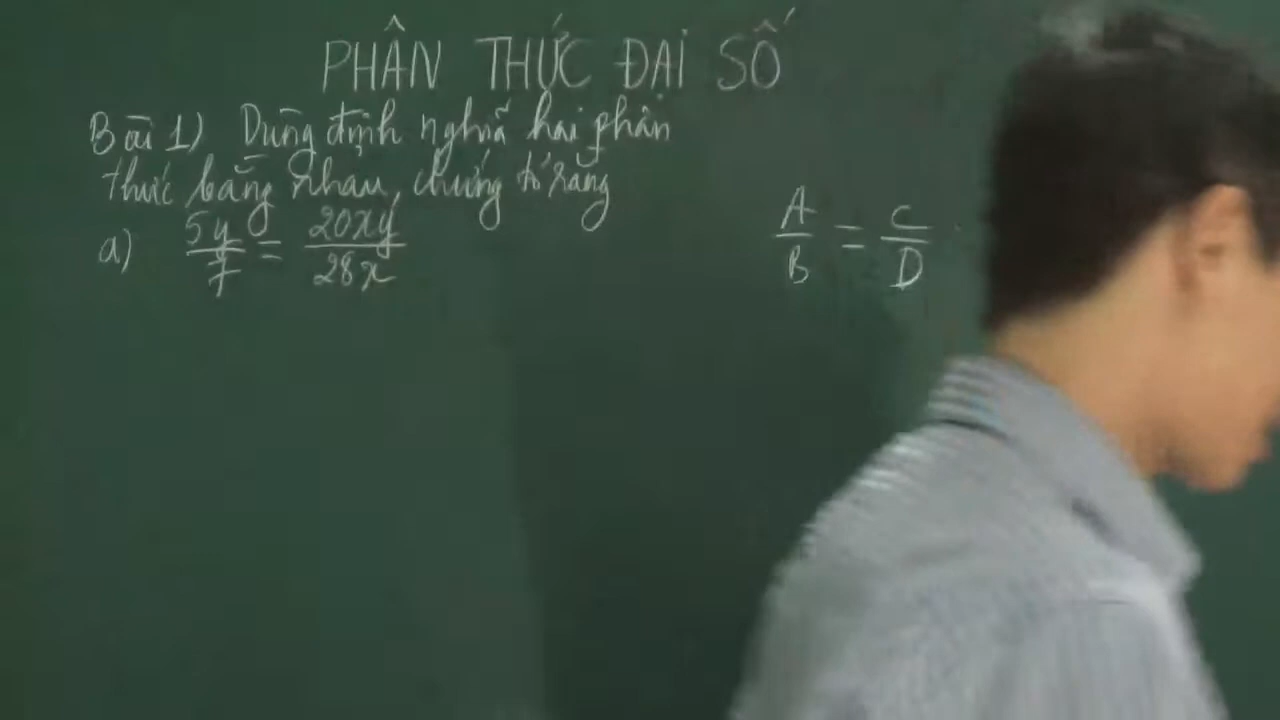 PHÂN THỨC ĐẠI SỐ
Bài 1) Dùng định nghĩa hai phân
thức bằng nhau, chứng tỏ rằng
a) 5y/7 = 20xy/28x
A/B = C/D